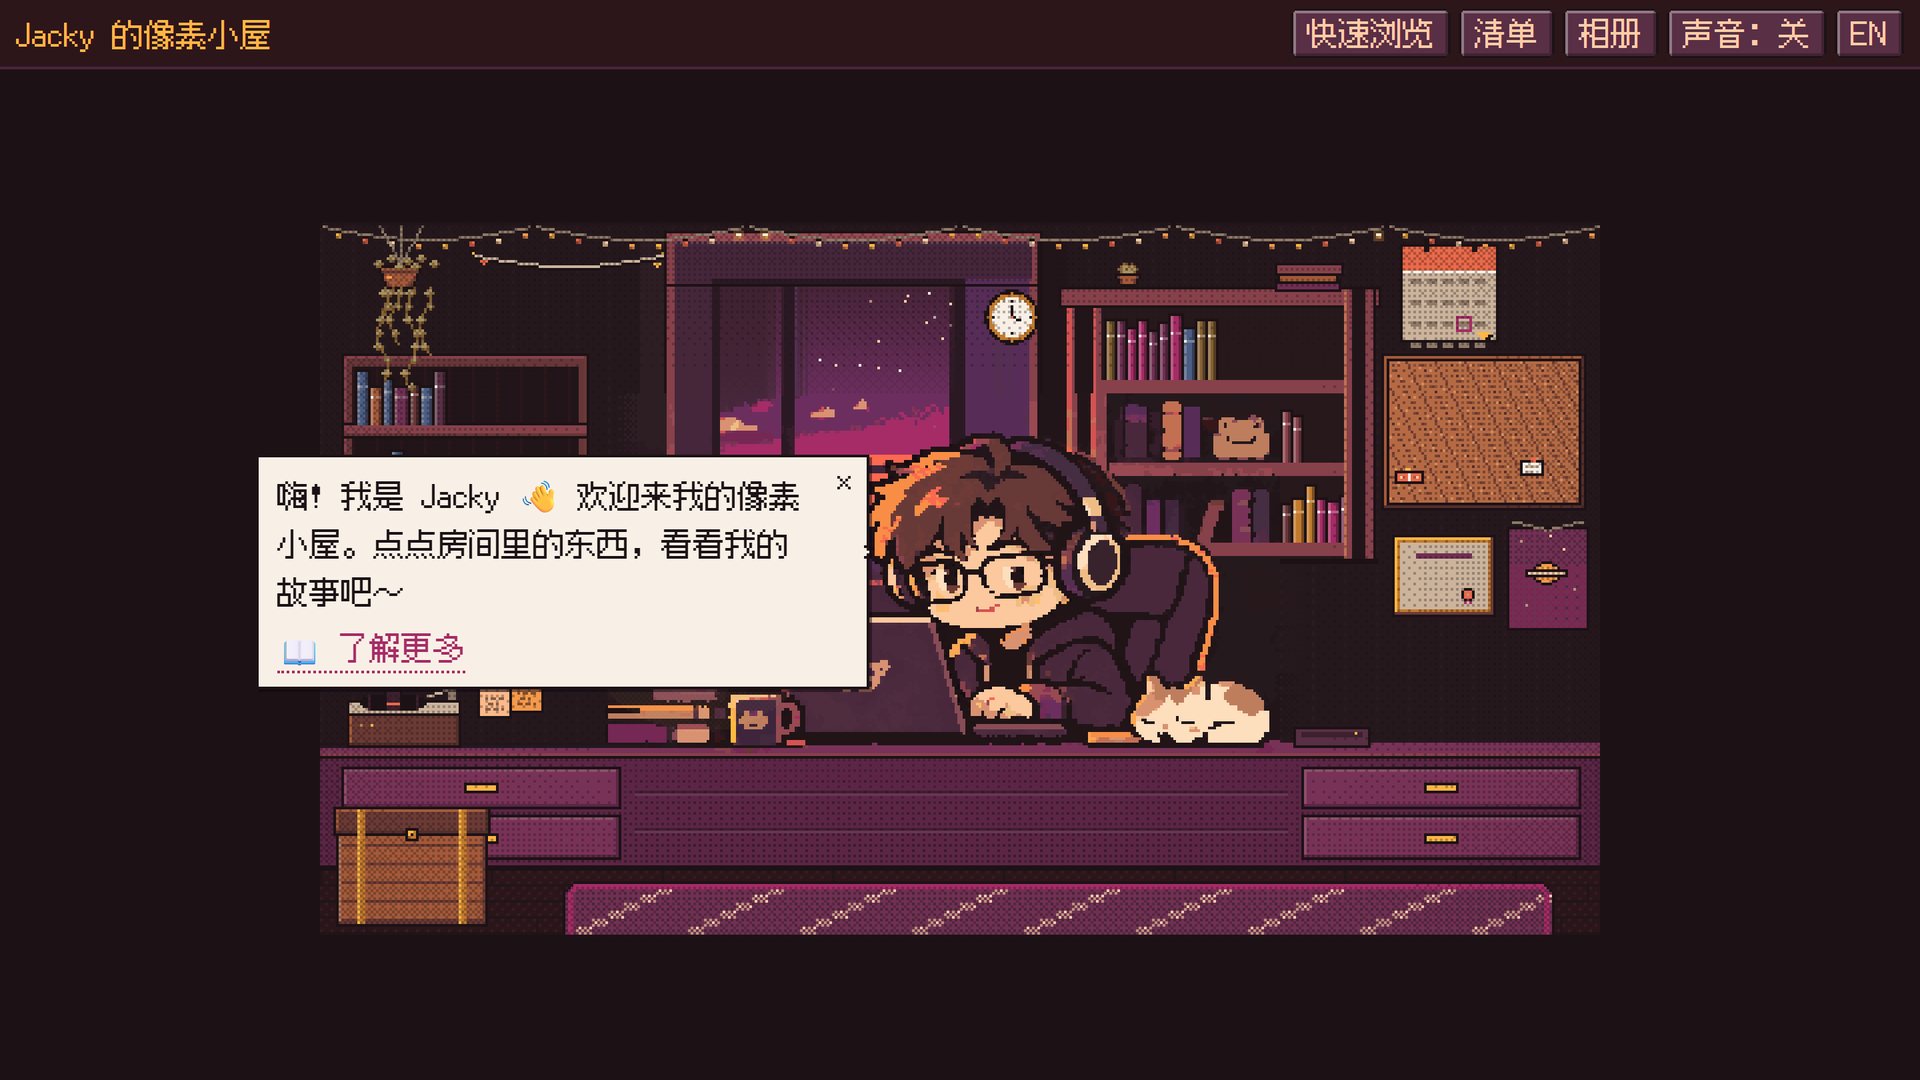 Jacky 的像素小屋
快速浏览
清单
相册
声音：关
EN
嗨！我是 Jacky 👋 欢迎来我的像素
小屋。点点房间里的东西，看看我的
故事吧～
📖 了解更多